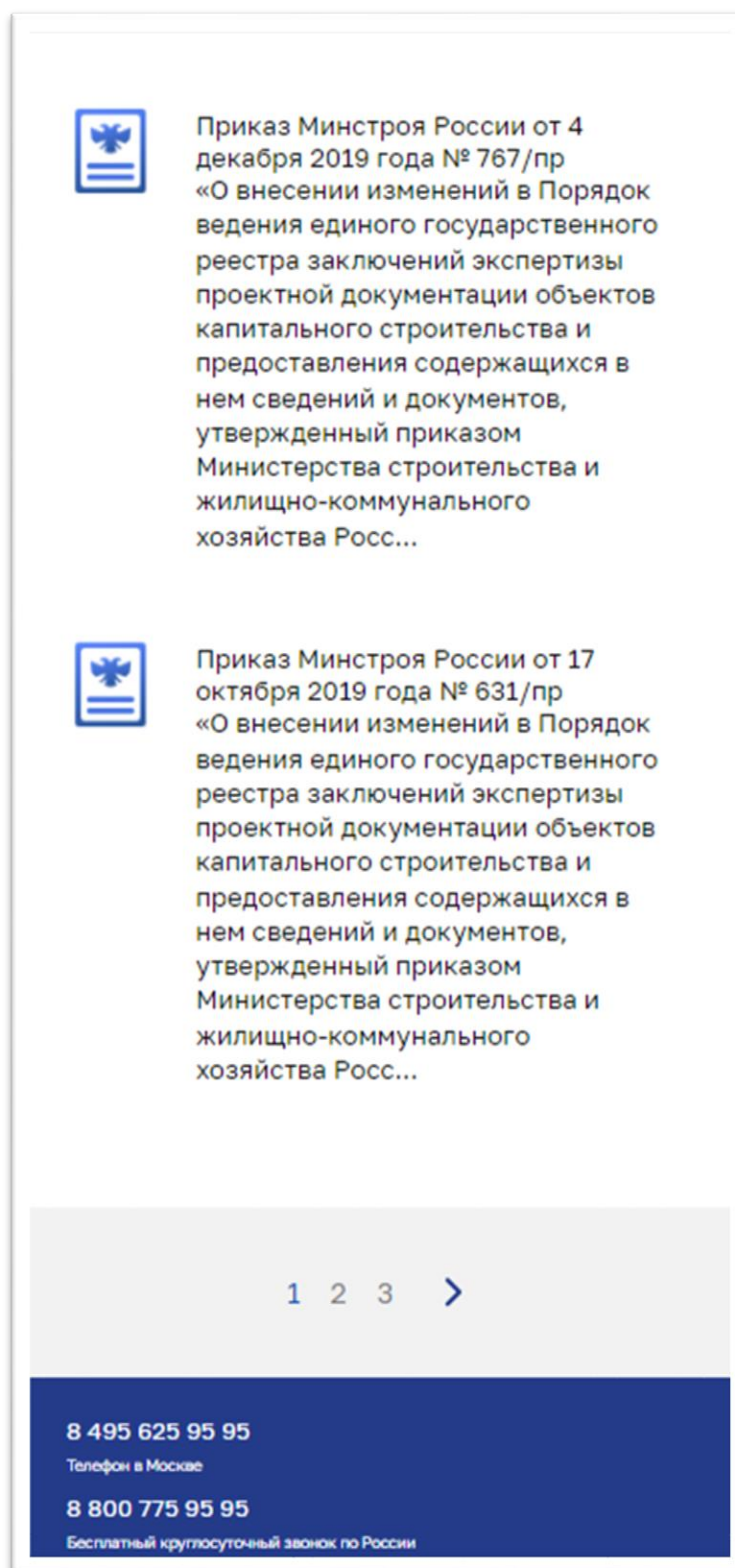 Приказ Минстроя России от 4
декабря 2019 года № 767/пр
«О внесении изменений в Порядок
ведения единого государственного
реестра заключений экспертизы
проектной документации объектов
капитального строительства и
предоставления содержащихся в
нем сведений и документов,
утвержденный приказом
Министерства строительства и
жилищно-коммунального
хозяйства Росс...
Приказ Минстроя России от 17
октября 2019 года № 631/пр
«О внесении изменений в Порядок
ведения единого государственного
реестра заключений экспертизы
проектной документации объектов
капитального строительства и
предоставления содержащихся в
нем сведений и документов,
утвержденный приказом
Министерства строительства и
жилищно-коммунального
хозяйства Росс...
1 2 3
8 495 625 95 95
Телефон в Москве
8 800 775 95 95
Бесплатный круглосуточный звонок по России